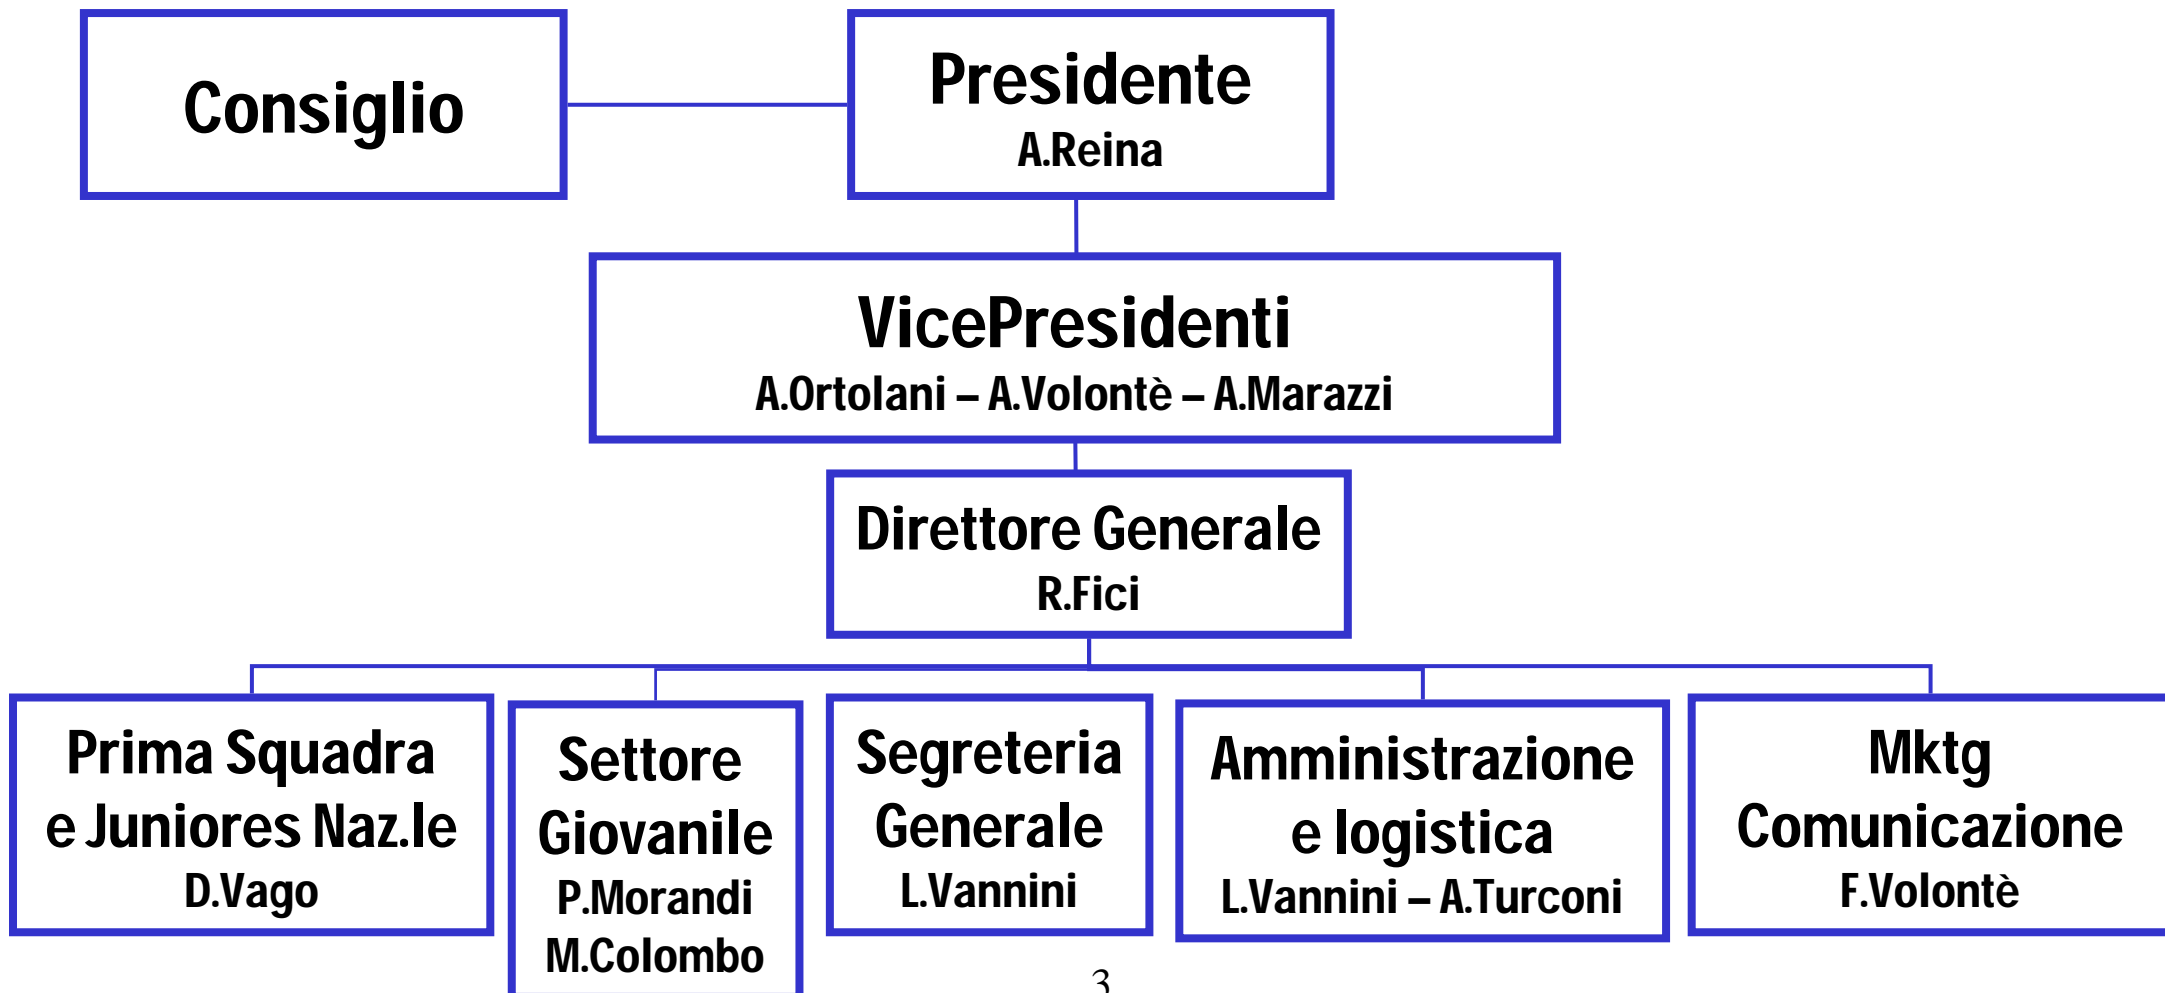 Consiglio
Presidente
A.Reina
VicePresidenti
A.Ortolani – A.Volontè – A.Marazzi
Direttore Generale
R.Fici
Prima Squadra
e Juniores Naz.le
D.Vago
Settore
Giovanile
P.Morandi
M.Colombo
Segreteria
Generale
L.Vannini
Amministrazione
e logistica
L.Vannini – A.Turconi
Mktg
Comunicazione
F.Volontè
3